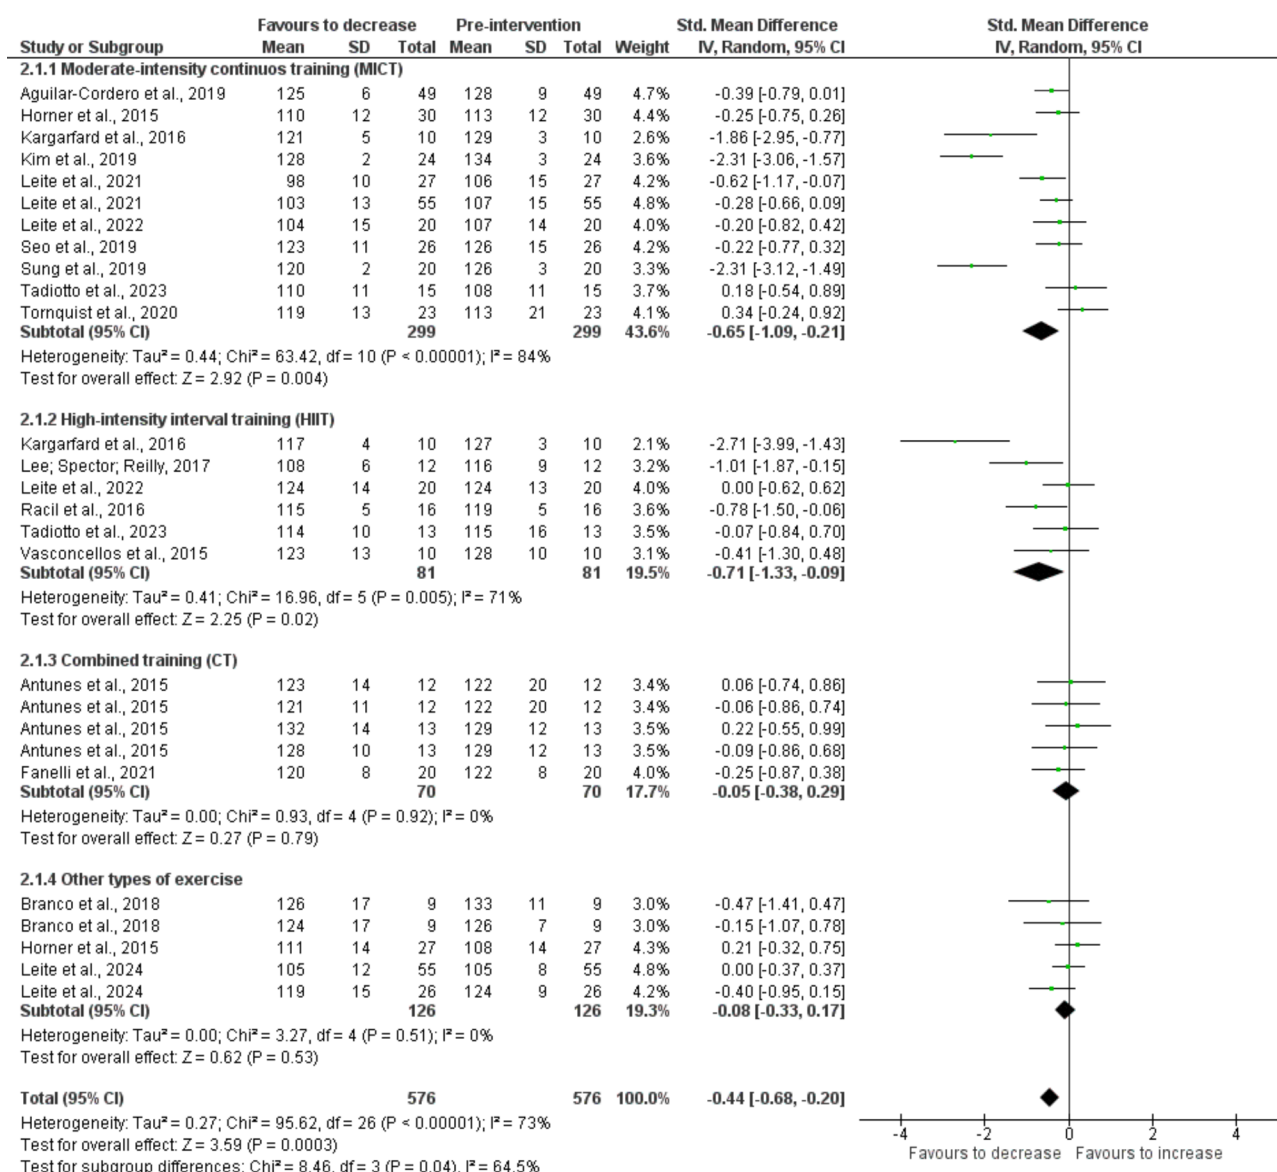 Favours to decrease Pre-intervention Std. Mean Difference Std. Mean Difference
Study or Subgroup Mean SD Total Mean SD Total Weight IV, Random, 95% CI IV, Random, 95% CI
2.1.1 Moderate-intensity continuos training (MICT)
Aguilar-Cordero et al., 2019 125 6 49 128 9 49 4.7% -0.39 [-0.79, 0.01]
Horner et al., 2015 110 12 30 113 12 30 4.4% -0.25 [-0.75, 0.26]
Kargarfard et al., 2016 121 5 10 129 3 10 2.6% -1.86 [-2.95, -0.77]
Kim et al., 2019 128 2 24 134 3 24 3.6% -2.31 [-3.06, -1.57]
Leite et al., 2021 98 10 27 106 15 27 4.2% -0.62 [-1.17, -0.07]
Leite et al., 2021 103 13 55 107 15 55 4.8% -0.28 [-0.66, 0.09]
Leite et al., 2022 104 15 20 107 14 20 4.0% -0.20 [-0.82, 0.42]
Seo et al., 2019 123 11 26 126 15 26 4.2% -0.22 [-0.77, 0.32]
Sung et al., 2019 120 2 20 126 3 20 3.3% -2.31 [-3.12, -1.49]
Tadiotto et al., 2023 110 11 15 108 11 15 3.7% 0.18 [-0.54, 0.89]
Tornquist et al., 2020 119 13 23 113 21 23 4.1% 0.34 [-0.24, 0.92]
Subtotal (95% CI) 299 299 43.6% -0.65 [-1.09, -0.21]
Heterogeneity: Tau² = 0.44; Chi² = 63.42, df = 10 (P < 0.00001); I² = 84%
Test for overall effect: Z = 2.92 (P = 0.004)
2.1.2 High-intensity interval training (HIIT)
Kargarfard et al., 2016 117 4 10 127 3 10 2.1% -2.71 [-3.99, -1.43]
Lee; Spector; Reilly, 2017 108 6 12 116 9 12 3.2% -1.01 [-1.87, -0.15]
Leite et al., 2022 124 14 20 124 13 20 4.0% 0.00 [-0.62, 0.62]
Racil et al., 2016 115 5 16 119 5 16 3.6% -0.78 [-1.50, -0.06]
Tadiotto et al., 2023 114 10 13 115 16 13 3.5% -0.07 [-0.84, 0.70]
Vasconcellos et al., 2015 123 13 10 128 10 10 3.1% -0.41 [-1.30, 0.48]
Subtotal (95% CI) 81 81 19.5% -0.71 [-1.33, -0.09]
Heterogeneity: Tau² = 0.41; Chi² = 16.96, df = 5 (P = 0.005); I² = 71%
Test for overall effect: Z = 2.25 (P = 0.02)
2.1.3 Combined training (CT)
Antunes et al., 2015 123 14 12 122 20 12 3.4% 0.06 [-0.74, 0.86]
Antunes et al., 2015 121 11 12 122 20 12 3.4% -0.06 [-0.86, 0.74]
Antunes et al., 2015 132 14 13 129 12 13 3.5% 0.22 [-0.55, 0.99]
Antunes et al., 2015 128 10 13 129 12 13 3.5% -0.09 [-0.86, 0.68]
Fanelli et al., 2021 120 8 20 122 8 20 4.0% -0.25 [-0.87, 0.38]
Subtotal (95% CI) 70 70 17.7% -0.05 [-0.38, 0.29]
Heterogeneity: Tau² = 0.00; Chi² = 0.93, df = 4 (P = 0.92); I² = 0%
Test for overall effect: Z = 0.27 (P = 0.79)
2.1.4 Other types of exercise
Branco et al., 2018 126 17 9 133 11 9 3.0% -0.47 [-1.41, 0.47]
Branco et al., 2018 124 17 9 126 7 9 3.0% -0.15 [-1.07, 0.78]
Horner et al., 2015 111 14 27 108 14 27 4.3% 0.21 [-0.32, 0.75]
Leite et al., 2024 105 12 55 105 8 55 4.8% 0.00 [-0.37, 0.37]
Leite et al., 2024 119 15 26 124 9 26 4.2% -0.40 [-0.95, 0.15]
Subtotal (95% CI) 126 126 19.3% -0.08 [-0.33, 0.17]
Heterogeneity: Tau² = 0.00; Chi² = 3.27, df = 4 (P = 0.51); I² = 0%
Test for overall effect: Z = 0.62 (P = 0.53)
Total (95% CI) 576 576 100.0% -0.44 [-0.68, -0.20]
Heterogeneity: Tau² = 0.27; Chi² = 95.62, df = 26 (P < 0.00001); I² = 73%
Test for overall effect: Z = 3.59 (P = 0.0003)
Test for subgroup differences: Chi² = 8.46, df = 3 (P = 0.04), I² = 64.5%
-4 -2 0 2 4
Favours to decrease Favours to increase